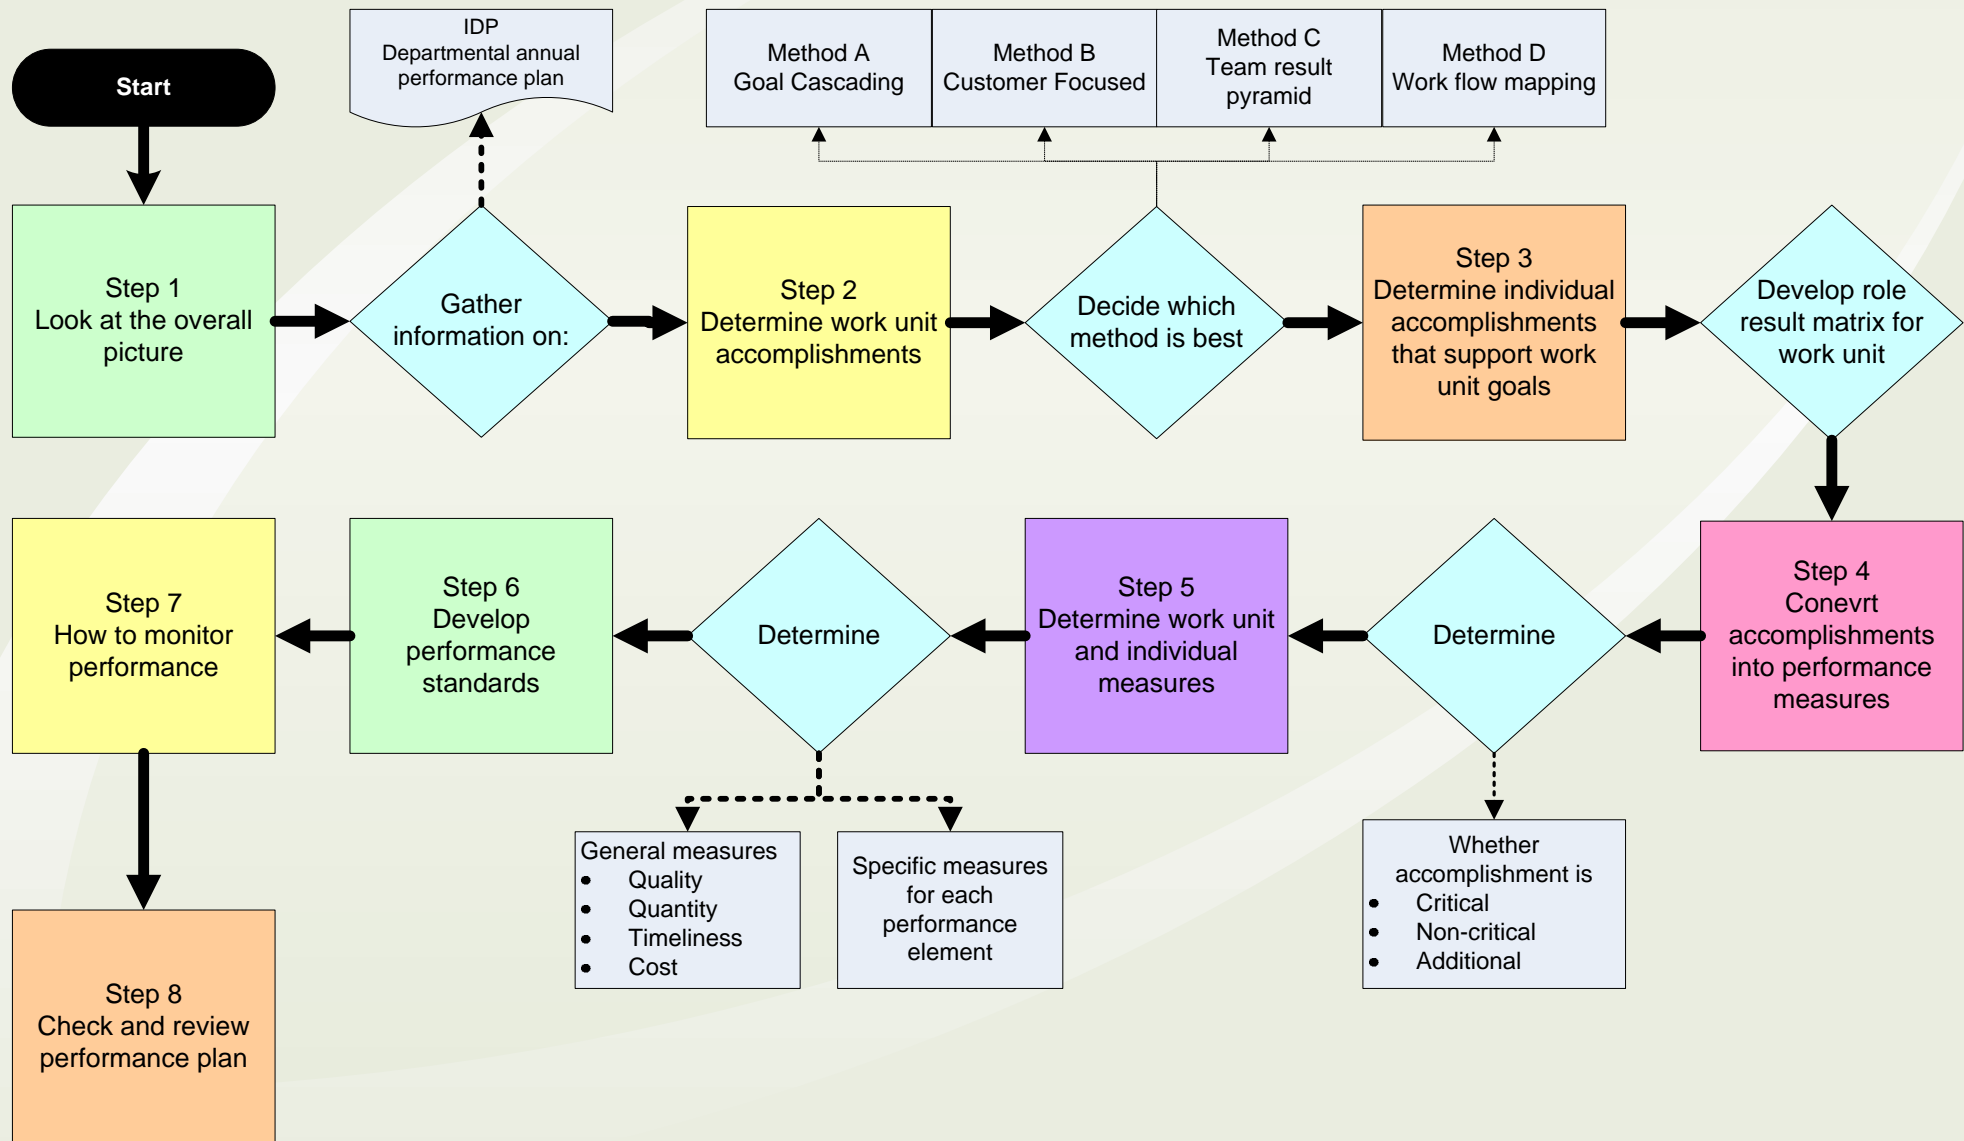 Start
IDP
Departmental annual
performance plan
Method A
Goal Cascading
Method B
Customer Focused
Method C
Team result
pyramid
Method D
Work flow mapping
Step 1
Look at the overall
picture
Gather
information on:
Step 2
Determine work unit
accomplishments
Decide which
method is best
Step 3
Determine individual
accomplishments
that support work
unit goals
Develop role
result matrix for
work unit
Step 4
Conevrt
accomplishments
into performance
measures
Determine
Whether
accomplishment is
• Critical
• Non-critical
• Additional
Step 5
Determine work unit
and individual
measures
Determine
General measures
• Quality
• Quantity
• Timeliness
• Cost
Specific measures
for each
performance
element
Step 6
Develop
performance
standards
Step 7
How to monitor
performance
Step 8
Check and review
performance plan